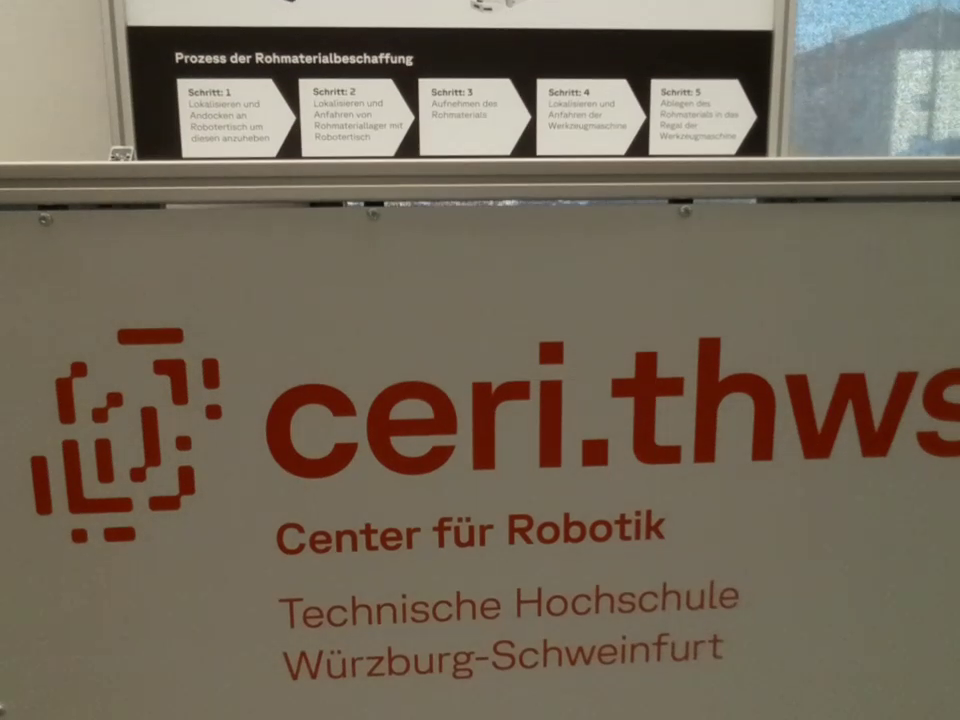 Prozess der Rohmaterialbeschaffung
Schritt: 1
Lokalisieren und
Andocken an
Robotertisch um
diesen anzuheben
Schritt: 2
Lokalisieren und
Anfahren von
Rohmateriallager mit
Robotertisch
Schritt: 3
Aufnehmen des
Rohmaterials
Schritt: 4
Lokalisieren und
Anfahren der
Werkzeugmaschine
Schritt: 5
Ablegen des
Rohmaterials in das
Regal der
Werkzeugmaschine
ceri.thws
Center für Robotik
Technische Hochschule
Würzburg-Schweinfurt